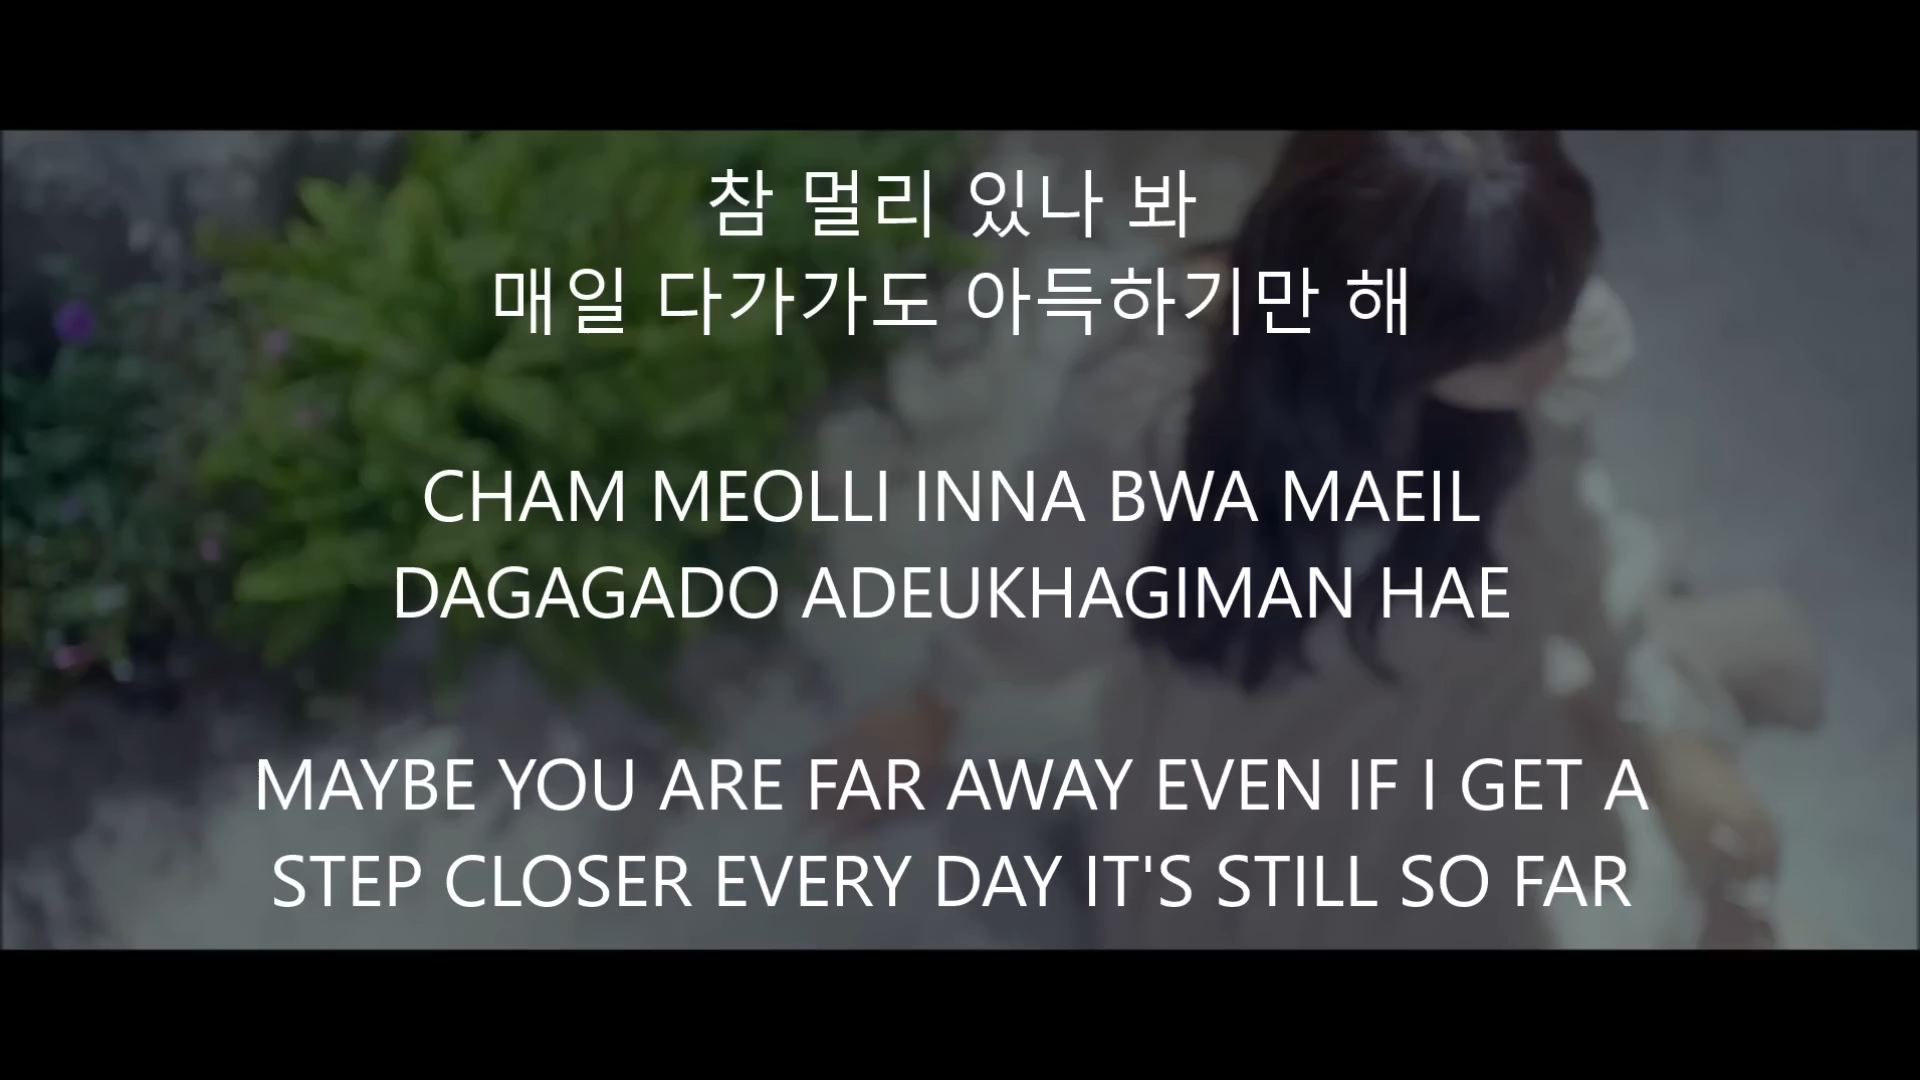 참 멀리 있나 봐
매일 다가가도 아득하기만 해
CHAM MEOLLI INNA BWA MAEIL
DAGAGADO ADEUKHAGIMAN HAE
MAYBE YOU ARE FAR AWAY EVEN IF I GET A
STEP CLOSER EVERY DAY IT'S STILL SO FAR